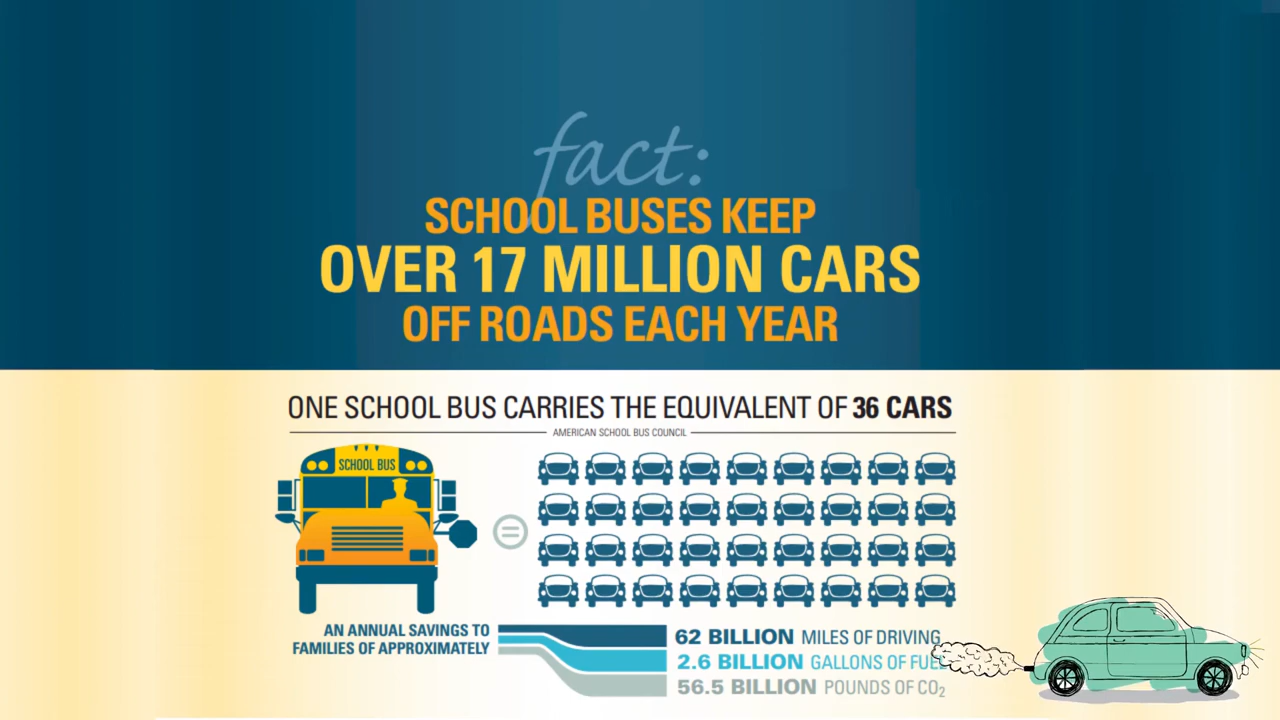 fact:
SCHOOL BUSES KEEP
OVER 17 MILLION CARS
OFF ROADS EACH YEAR
ONE SCHOOL BUS CARRIES THE EQUIVALENT OF 36 CARS
AMERICAN SCHOOL BUS COUNCIL
SCHOOL BUS
AN ANNUAL SAVINGS TO
FAMILIES OF APPROXIMATELY
62 BILLION MILES OF DRIVING
2.6 BILLION GALLONS OF FUEL
56.5 BILLION POUNDS OF CO₂